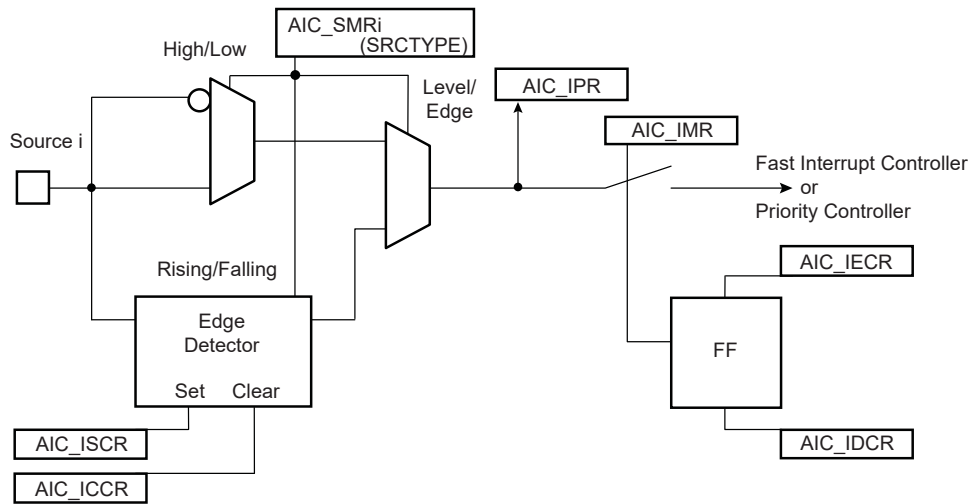 AIC_SMRi
(SRCTYPE)
High/Low
Level/
Edge
AIC_IPR
AIC_IMR
Source i
Fast Interrupt Controller
or
Priority Controller
Rising/Falling
AIC_IECR
Edge
Detector
FF
Set Clear
AIC_ISCR
AIC_IDCR
AIC_ICCR